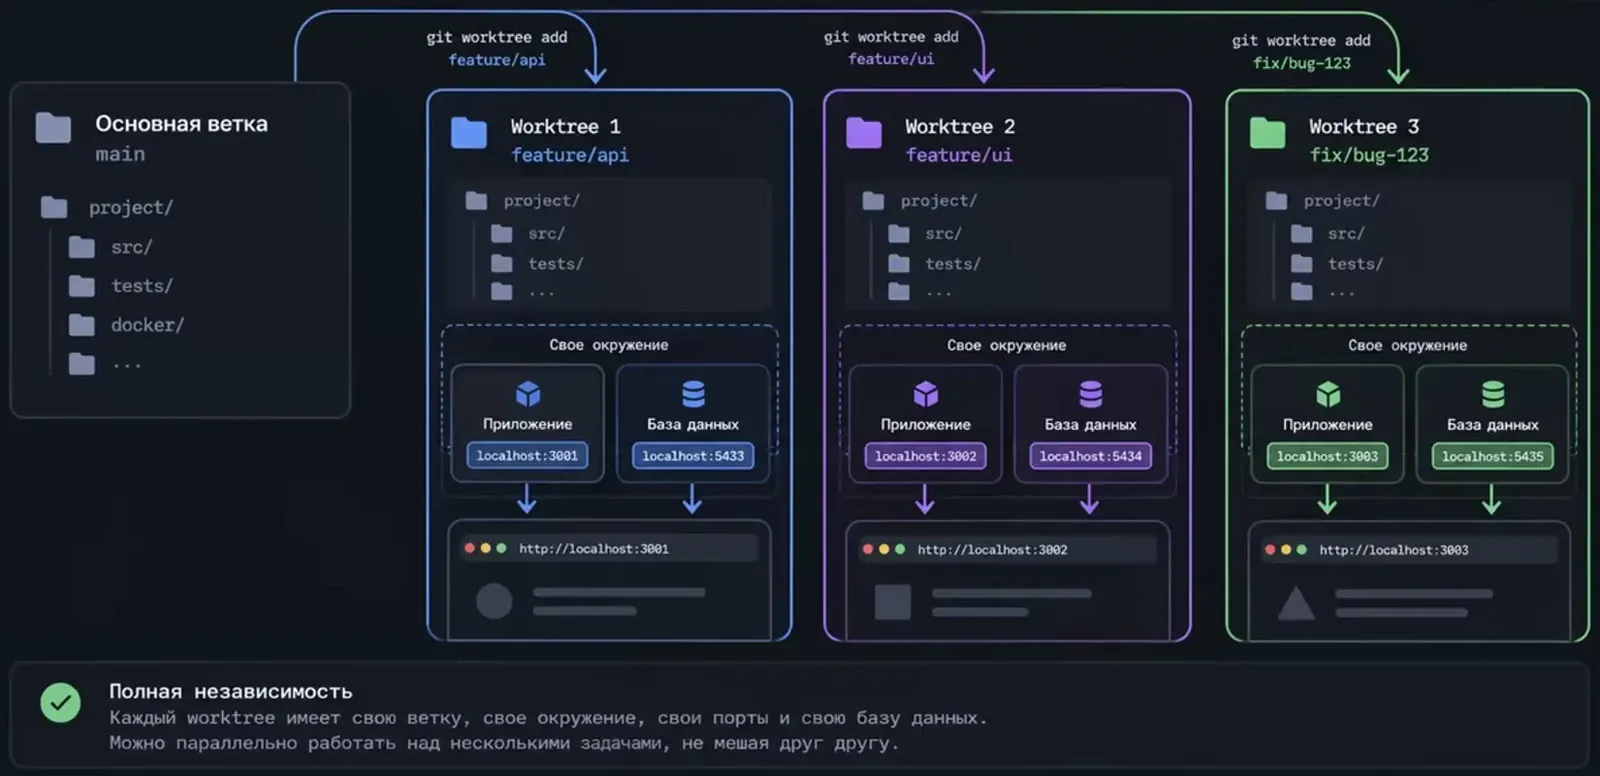 git worktree add
feature/api
git worktree add
feature/ui
git worktree add
fix/bug-123
Основная ветка
main
project/
src/
tests/
docker/
...
Worktree 1
feature/api
project/
src/
tests/
...
Свое окружение
Приложение
localhost:3001
База данных
localhost:5433
http://localhost:3001
Worktree 2
feature/ui
project/
src/
tests/
...
Свое окружение
Приложение
localhost:3002
База данных
localhost:5434
http://localhost:3002
Worktree 3
fix/bug-123
project/
src/
tests/
...
Свое окружение
Приложение
localhost:3003
База данных
localhost:5435
http://localhost:3003
Полная независимость
Каждый worktree имеет свою ветку, свое окружение, свои порты и свою базу данных.
Можно параллельно работать над несколькими задачами, не мешая друг другу.